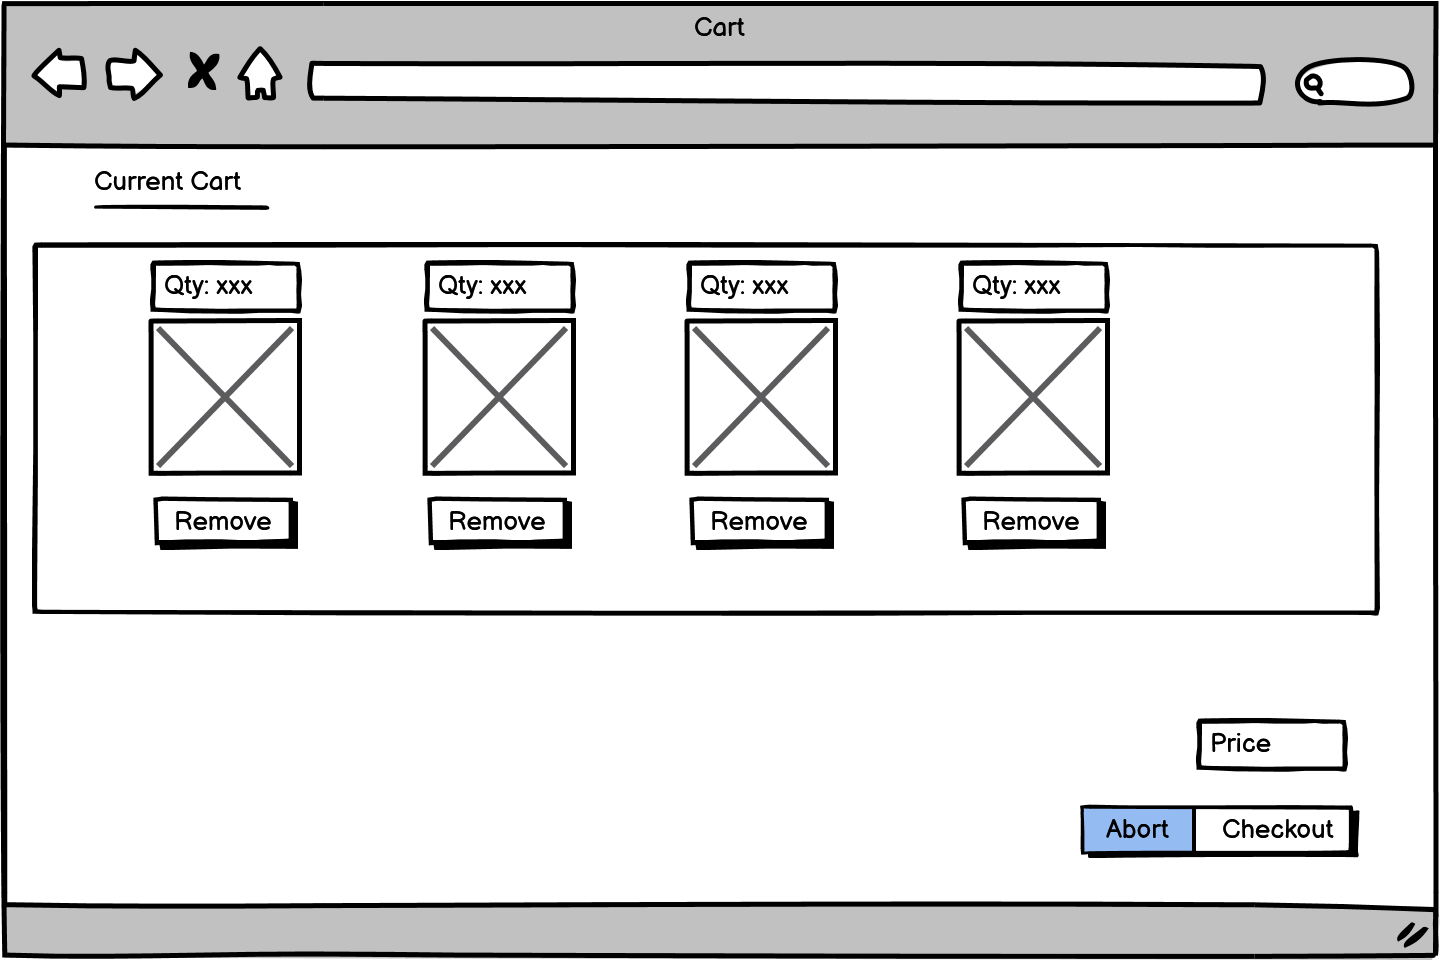 Cart
Current Cart
Qty: xxx
Qty: xxx
Qty: xxx
Qty: xxx
Remove
Remove
Remove
Remove
Price
Abort
Checkout